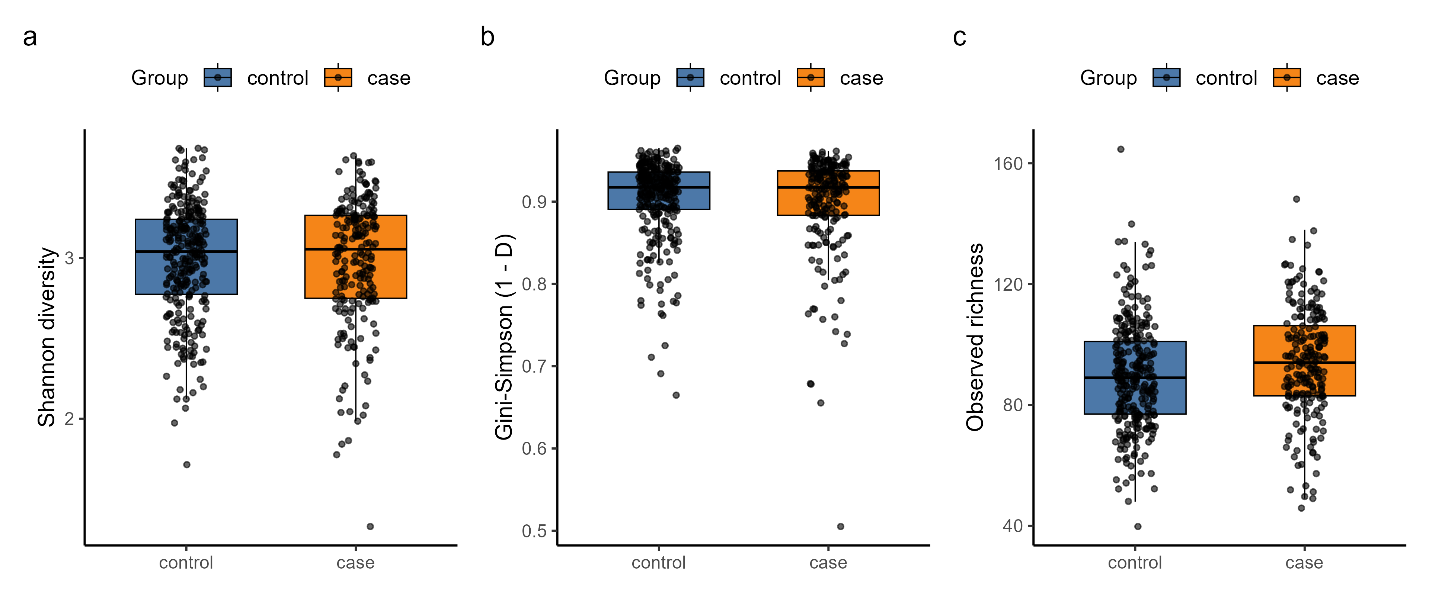 a
Group control case
Shannon diversity
3
2
control case
b
Group control case
Gini-Simpson (1 - D)
0.9
0.8
0.7
0.6
0.5
control case
c
Group control case
Observed richness
160
120
80
40
control case